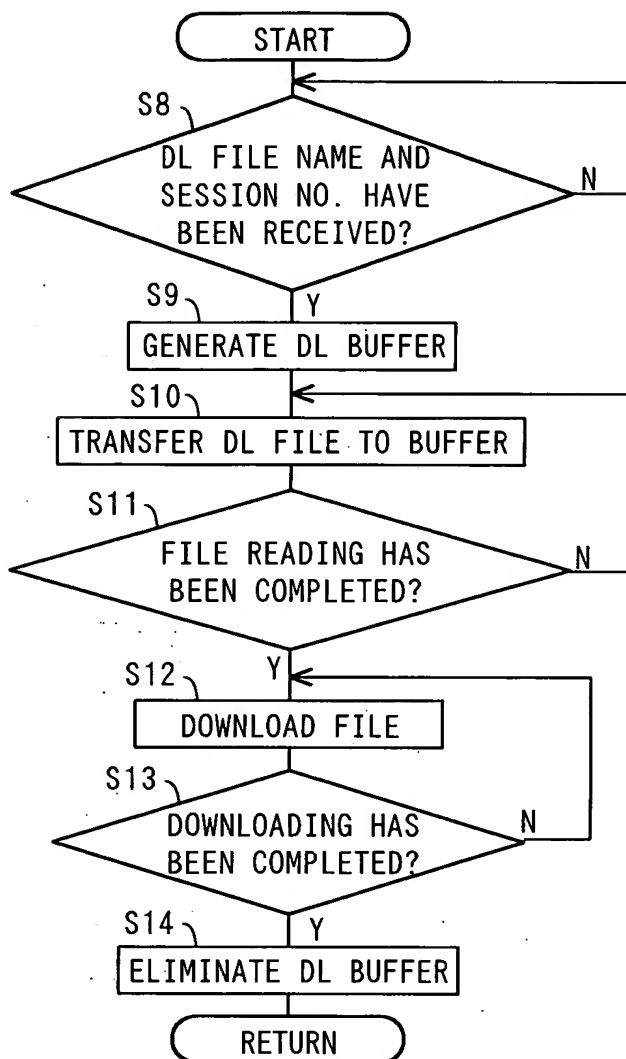 START
S8
DL FILE NAME AND
SESSION NO. HAVE
BEEN RECEIVED?
N
Y
S9
GENERATE DL BUFFER
S10
TRANSFER DL FILE TO BUFFER
S11
FILE READING HAS
BEEN COMPLETED?
N
Y
S12
DOWNLOAD FILE
S13
DOWNLOADING HAS
BEEN COMPLETED?
N
Y
S14
ELIMINATE DL BUFFER
RETURN